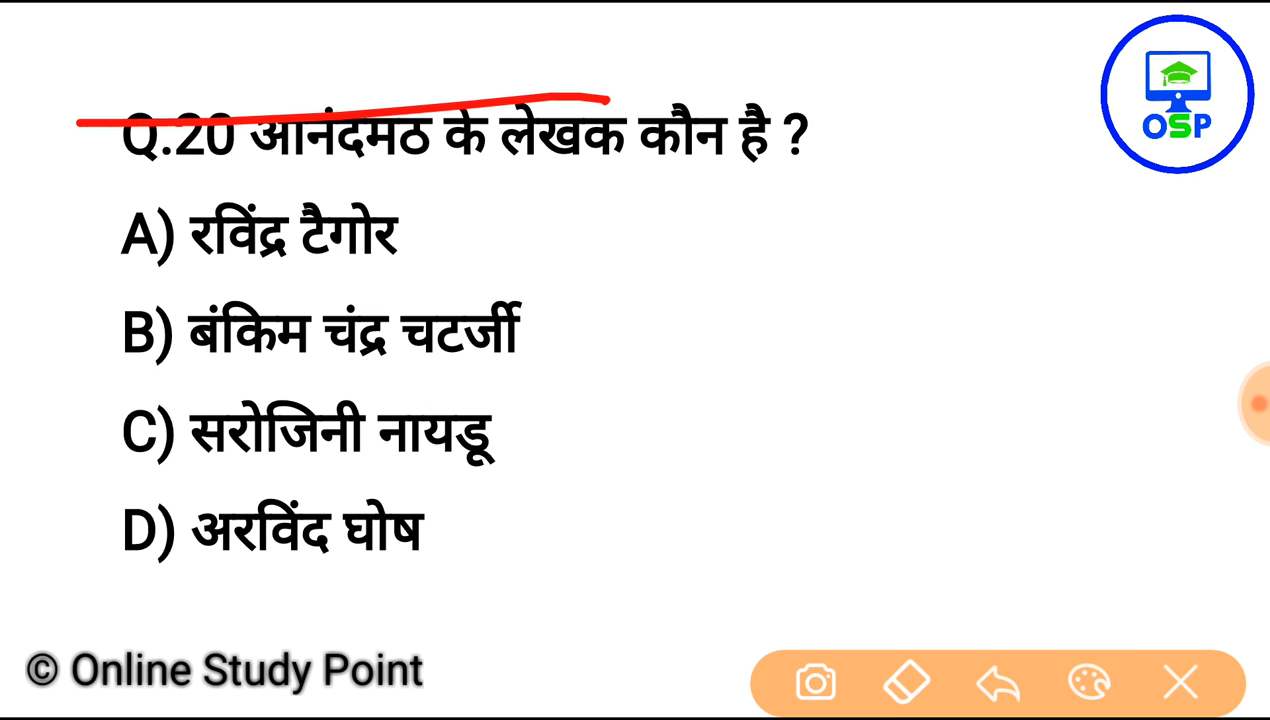 Q.20 आनंदमठ के लेखक कौन है ?
A) रविंद्र टैगोर
B) बंकिम चंद्र चटर्जी
C) सरोजिनी नायडू
D) अरविंद घोष
OSP
© Online Study Point